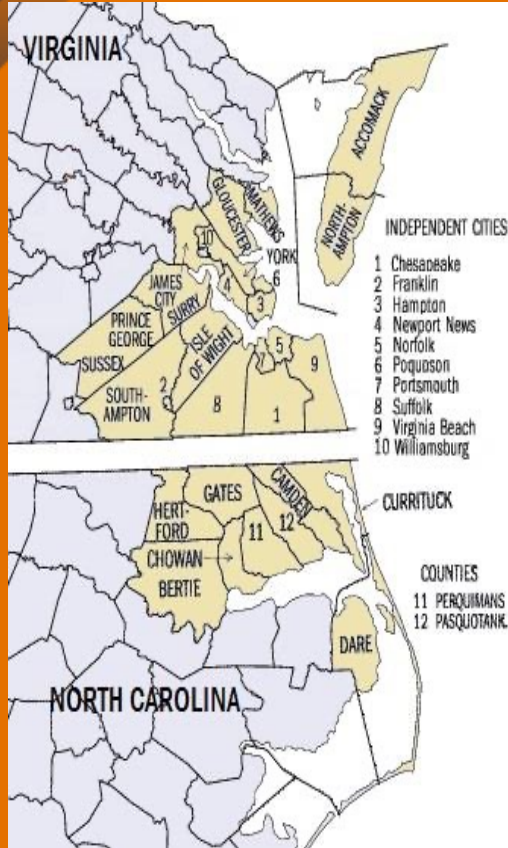 VIRGINIA
ACCOMACK
NORTH-
AMPTON
GLOUCESTER
MATHEWS
YORK
10
4
6
3
JAMES
CITY
SURRY
PRINCE
GEORGE
SUSSEX
ISLE
OF WIGHT
SOUTH-
AMPTON
2
8
7
5
1
9
INDEPENDENT CITIES
1 Chesapeake
2 Franklin
3 Hampton
4 Newport News
5 Norfolk
6 Poquoson
7 Portsmouth
8 Suffolk
9 Virginia Beach
10 Williamsburg
GATES
CAMDEN
CURRITUCK
HERT-
FORD
11
12
CHOWAN
BERTIE
COUNTIES
11 PERQUIMANS
12 PASQUOTANK
DARE
NORTH CAROLINA